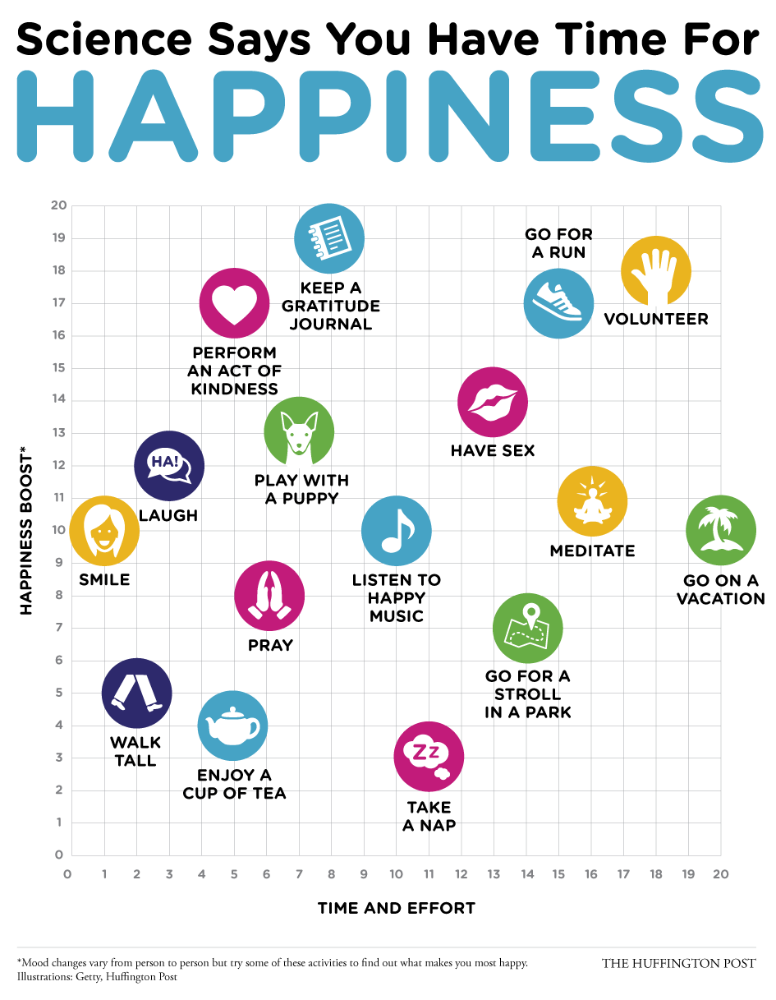 Science Says You Have Time For
HAPPINESS
20
19
18
17
16
15
14
13
12
11
10
9
8
7
6
5
4
3
2
1
0
HAPPINESS BOOST*
KEEP A
GRATITUDE
JOURNAL
GO FOR
A RUN
VOLUNTEER
PERFORM
AN ACT OF
KINDNESS
HAVE SEX
PLAY WITH
A PUPPY
HA!
LAUGH
SMILE
LISTEN TO
HAPPY
MUSIC
MEDITATE
GO ON A
VACATION
PRAY
GO FOR A
STROLL
IN A PARK
WALK
TALL
ENJOY A
CUP OF TEA
Zz
TAKE
A NAP
0 1 2 3 4 5 6 7 8 9 10 11 12 13 14 15 16 17 18 19 20
TIME AND EFFORT
*Mood changes vary from person to person but try some of these activities to find out what makes you most happy.
Illustrations: Getty, Huffington Post
THE HUFFINGTON POST